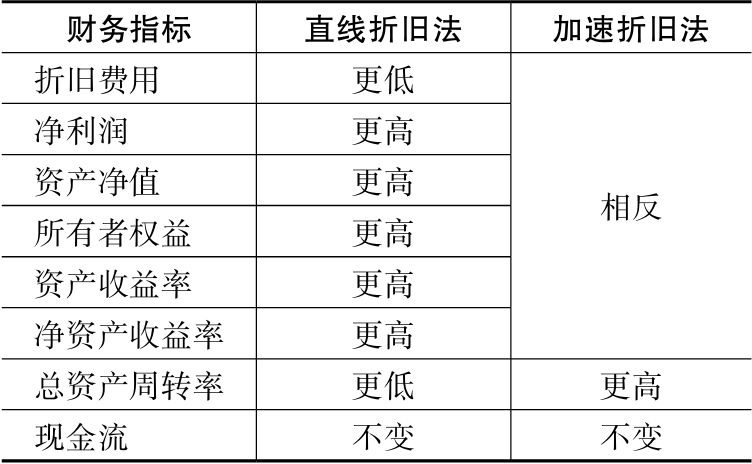 财务指标 直线折旧法 加速折旧法
折旧费用 更低
净利润 更高
资产净值 更高
所有者权益 更高 相反
资产收益率 更高
净资产收益率 更高
总资产周转率 更低 更高
现金流 不变 不变